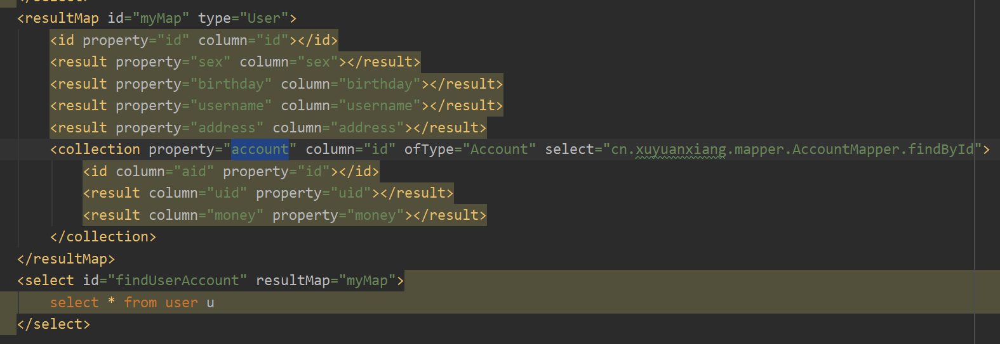 <resultMap id="myMap" type="User">
<id property="id" column="id"></id>
<result property="sex" column="sex"></result>
<result property="birthday" column="birthday"></result>
<result property="username" column="username"></result>
<result property="address" column="address"></result>
<collection property="account" column="id" ofType="Account" select="cn.xuyuanxiang.mapper.AccountMapper.findById">
<id column="aid" property="id"></id>
<result column="uid" property="uid"></result>
<result column="money" property="money"></result>
</collection>
</resultMap>
<select id="findUserAccount" resultMap="myMap">
select * from user u
</select>